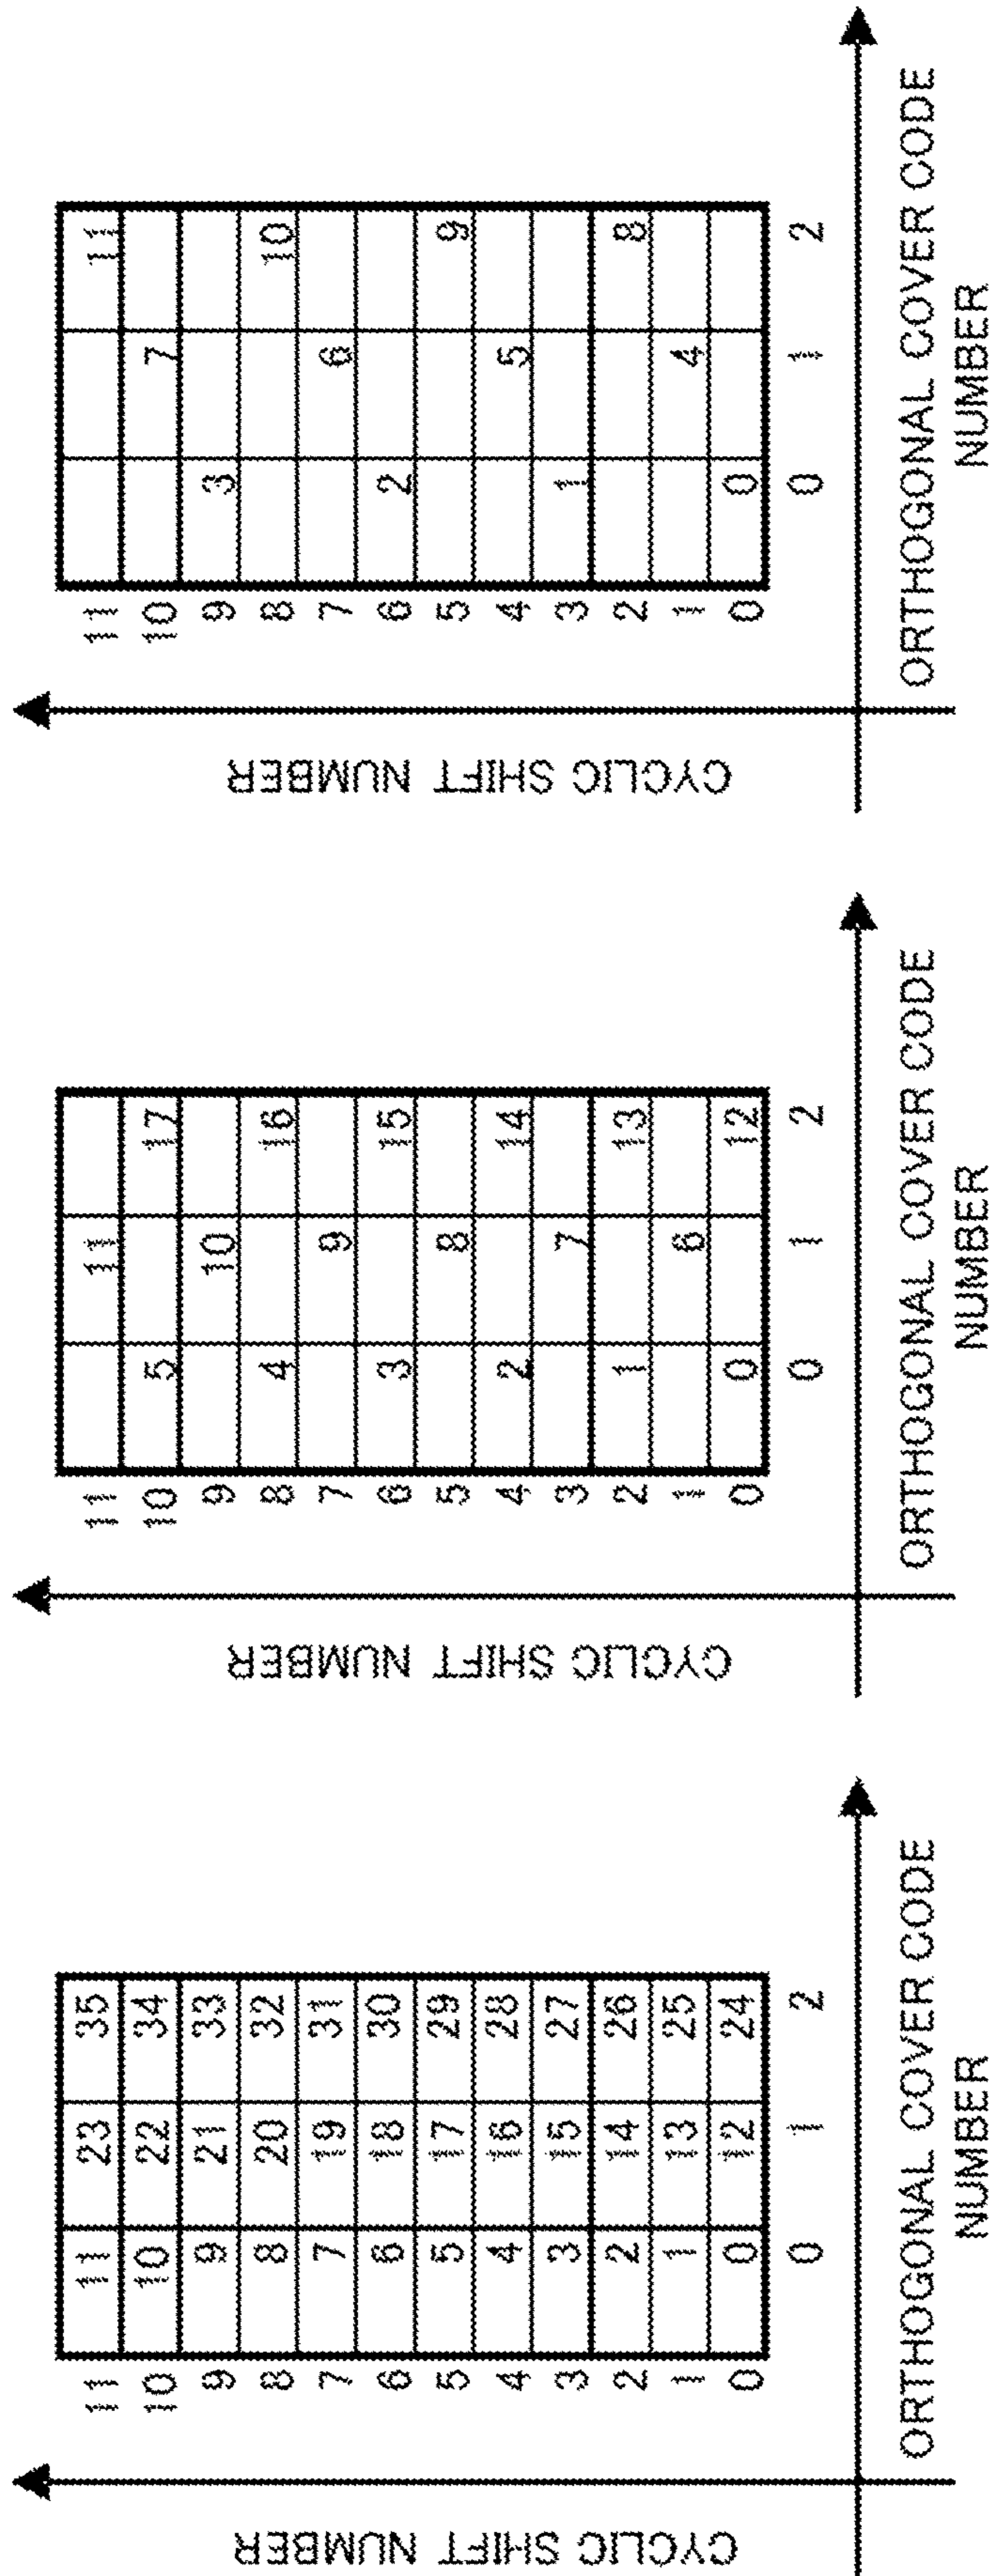 CYCLIC SHIFT NUMBER
11 11 23 35
10 10 22 34
9 9 21 33
8 8 20 32
7 7 19 31
6 6 18 30
5 5 17 29
4 4 16 28
3 3 15 27
2 2 14 26
1 1 13 25
0 0 12 24
0 1 2
ORTHOGONAL COVER CODE
NUMBER
CYCLIC SHIFT NUMBER
11 11
10 5 17
9 10
8 4 16
7 9
6 3 15
5 8
4 2 14
3 7
2 1 13
1 6
0 0 12
0 1 2
ORTHOGONAL COVER CODE
NUMBER
CYCLIC SHIFT NUMBER
11 11
10 7
9 3
8 10
7 6
6 2
5 9
4 5
3 1
2 8
1 4
0 0
0 1 2
ORTHOGONAL COVER CODE
NUMBER